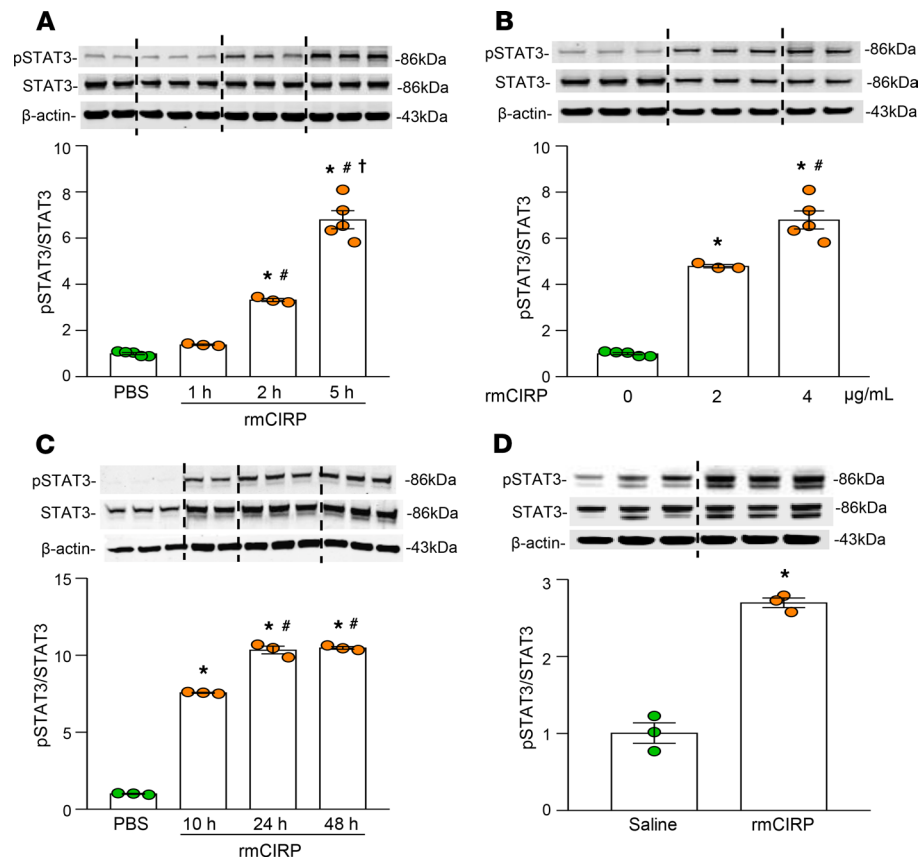 A
pSTAT3- -86kDa
STAT3- -86kDa
β-actin- -43kDa
pSTAT3/STAT3
10
8
6
4
2
0
* # †
* #
PBS 1 h 2 h 5 h
rmCIRP
B
pSTAT3- -86kDa
STAT3- -86kDa
β-actin- -43kDa
pSTAT3/STAT3
10
8
6
4
2
0
* #
*
rmCIRP 0 2 4 µg/mL
C
pSTAT3- -86kDa
STAT3- -86kDa
β-actin- -43kDa
pSTAT3/STAT3
15
10
5
0
* * # * #
PBS 10 h 24 h 48 h
rmCIRP
D
pSTAT3- -86kDa
STAT3- -86kDa
β-actin- -43kDa
pSTAT3/STAT3
3
2
1
0
*
Saline rmCIRP